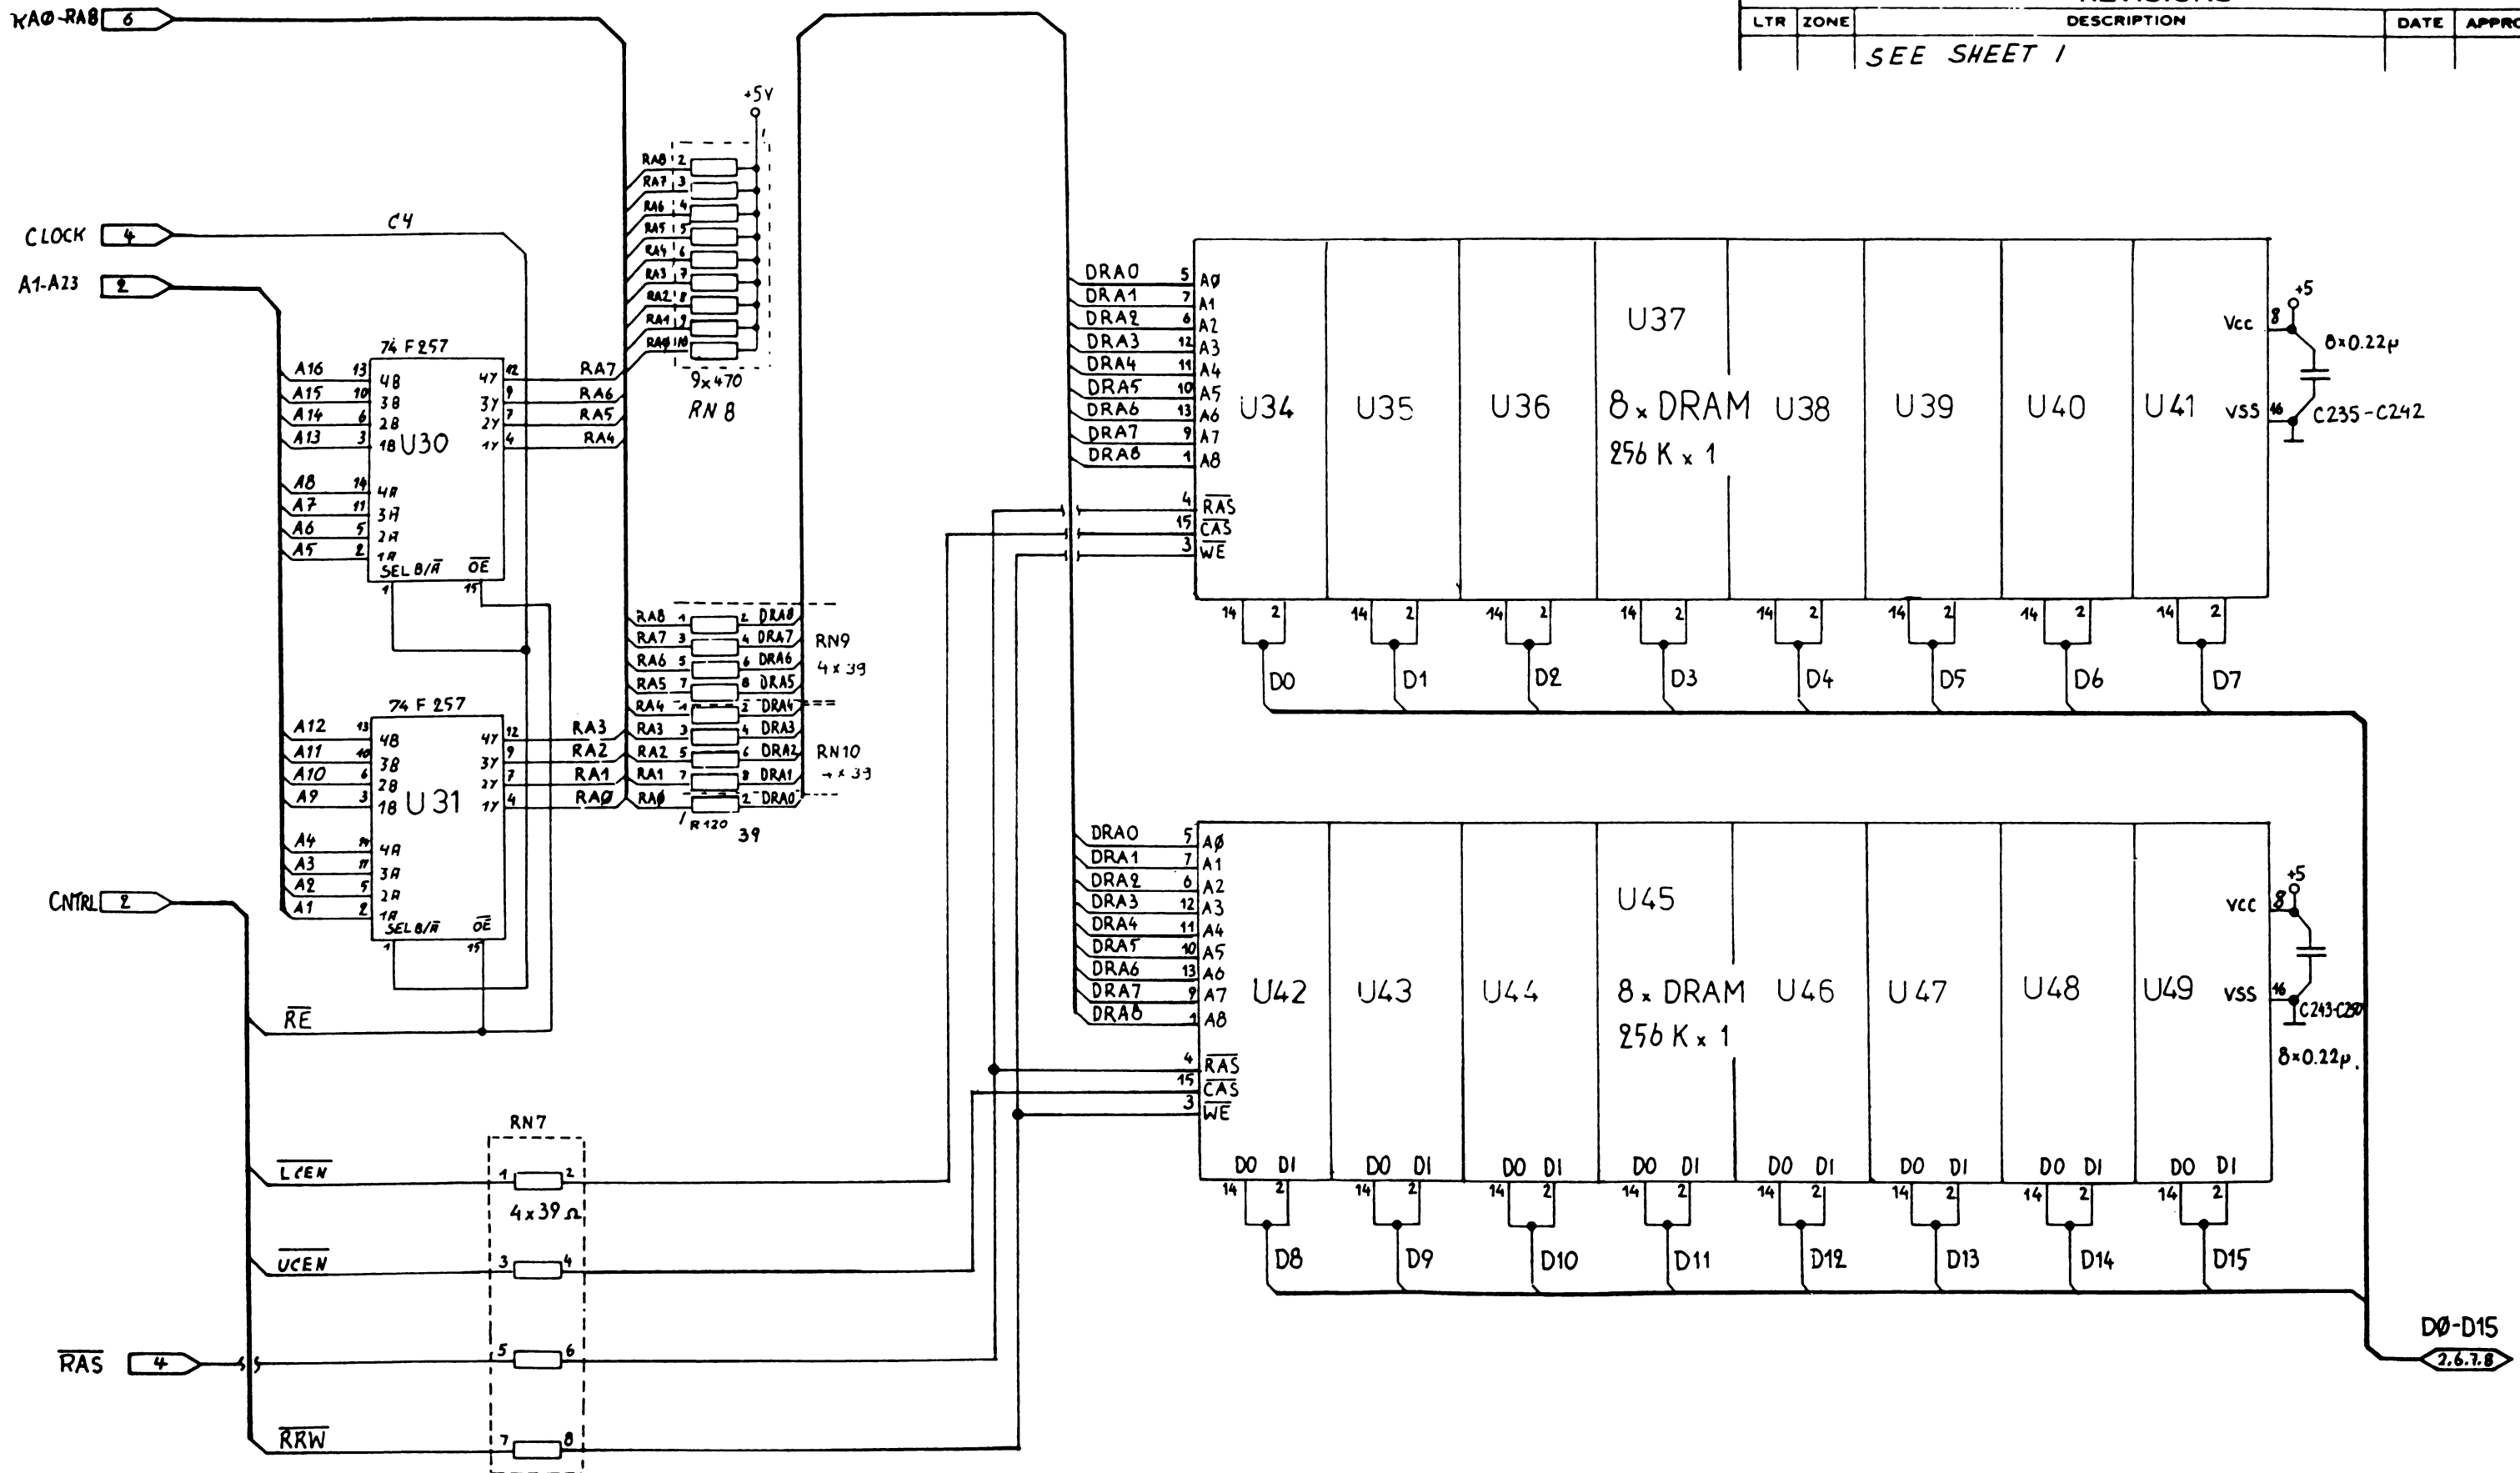 REVISIONS
LTR ZONE DESCRIPTION DATE APPRO
SEE SHEET 1
RAØ-RA8 6
CLOCK 4
C4
A1-A23 2
+5V
1
RA8 2
RA7 3
RA6 4
RA5 5
RA4 6
RA3 7
RA2 8
RA1 9
RAØ 10
9x470
RN 8
74 F 257
A16 13 4B 4Y 12 RA7
A15 10 3B 3Y 9 RA6
A14 6 2B 2Y 7 RA5
A13 3 1B U30 1Y 4 RA4
A8 14 4A
A7 11 3A
A6 5 2A
A5 2 1A
SEL B/A OE
1 15
RA8 1 2 DRA8
RA7 3 4 DRA7 RN9
RA6 5 6 DRA6 4 x 39
RA5 7 8 DRA5
RA4 1 2 DRA4
RA3 3 4 DRA3
RA2 5 6 DRA2 RN10
RA1 7 8 DRA1 4 x 39
RAØ 1 2 DRA0
R120 39
74 F 257
A12 13 4B 4Y 12 RA3
A11 10 3B 3Y 9 RA2
A10 6 2B 2Y 7 RA1
A9 3 1B U31 1Y 4 RAØ
A4 14 4A
A3 11 3A
A2 5 2A
A1 2 1A
SEL B/A OE
1 15
CNTRL 2
RE
RN7
LCEN 1 2
4 x 39 Ω
UCEN 3 4
RAS 4 5 6
RRW 7 8
DRA0 5 AØ
DRA1 7 A1
DRA2 6 A2
DRA3 12 A3
DRA4 11 A4
DRA5 10 A5
DRA6 13 A6
DRA7 9 A7
DRA8 1 A8
4 RAS
15 CAS
3 WE
U34 U35 U36 U37 U38 U39 U40 U41
8 x DRAM
256 K x 1
Vcc 8 +5
8x0.22µ
VSS 16 C235-C242
14 2 14 2 14 2 14 2 14 2 14 2 14 2 14 2
D0 D1 D2 D3 D4 D5 D6 D7
DRA0 5 AØ
DRA1 7 A1
DRA2 6 A2
DRA3 12 A3
DRA4 11 A4
DRA5 10 A5
DRA6 13 A6
DRA7 9 A7
DRA8 1 A8
4 RAS
15 CAS
3 WE
U42 U43 U44 U45 U46 U47 U48 U49
8 x DRAM
256 K x 1
VCC 8 +5
VSS 16 C243-C250
8x0.22µ.
DO DI DO DI DO DI DO DI DO DI DO DI DO DI DO DI
14 2 14 2 14 2 14 2 14 2 14 2 14 2 14 2
D8 D9 D10 D11 D12 D13 D14 D15
DØ-D15
2.6.7.8